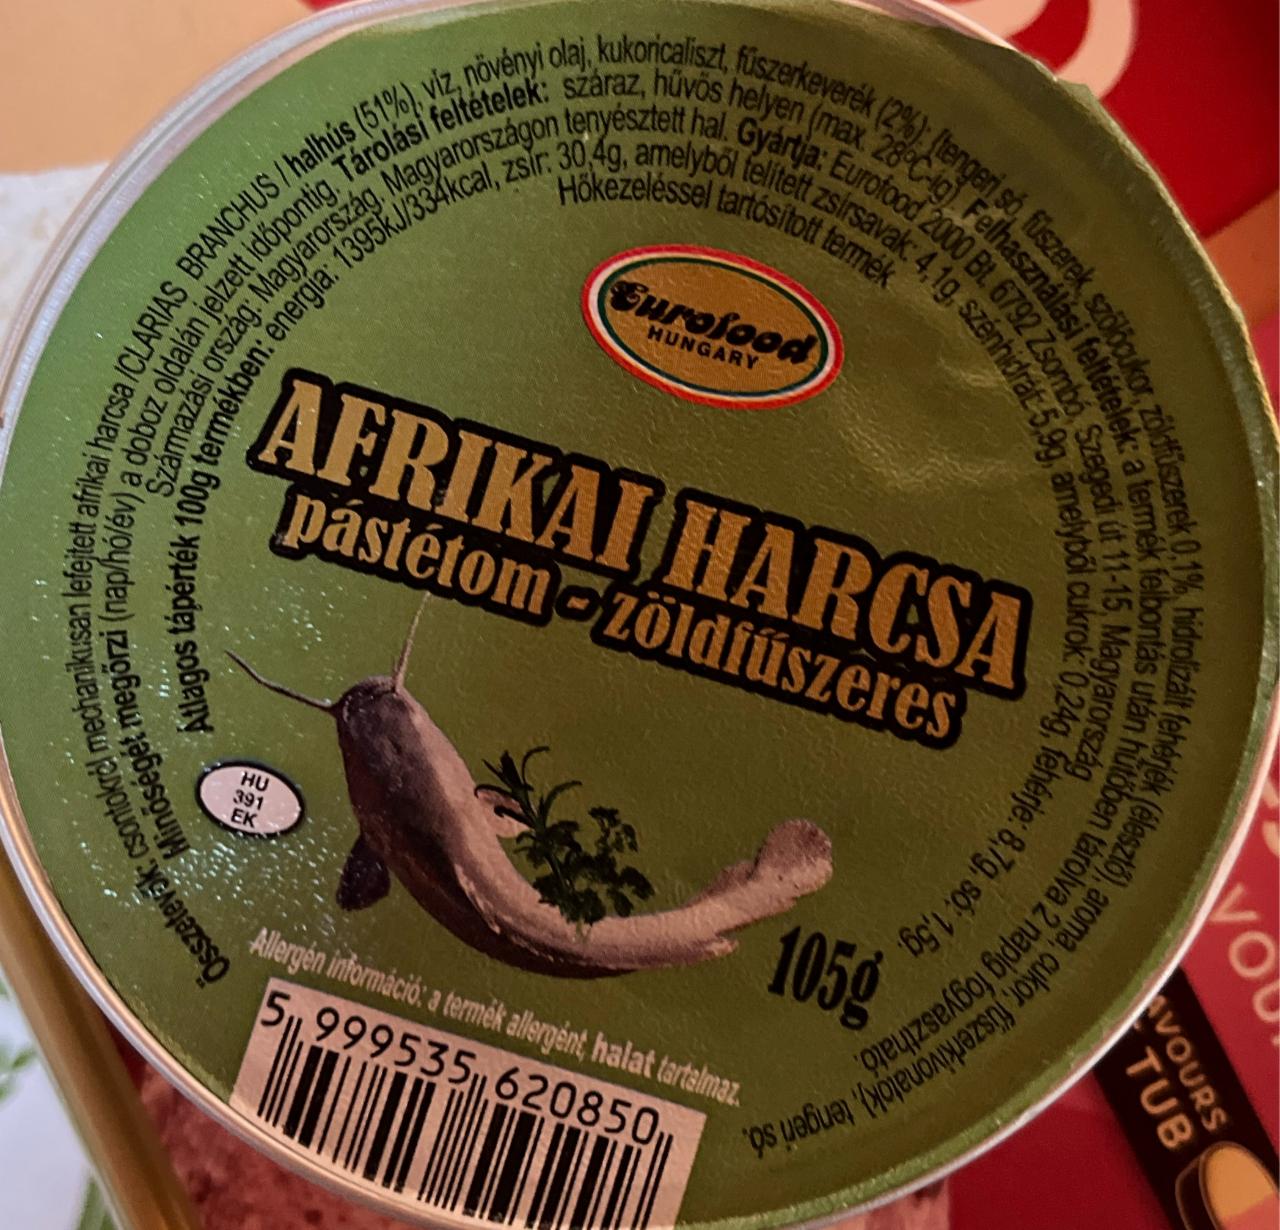 Összetevők: csontokról mechanikusan lefejtett afrikai harcsa /CLARIAS BRANCHUS / halhús (51%), víz, növényi olaj, kukoricaliszt, fűszerkeverék (2%): (tengeri só, fűszerek, szőlőcukor, zöldfűszerek 0,1%, hidrolizált fehérjék (élesztő), aroma, cukor, fűszerkivonatok), tengeri só.
Minőségét megőrzi (nap/hó/év) a doboz oldalán jelzett időpontig. Tárolási feltételek: száraz, hűvös helyen (max. 28°C-ig). Felhasználási feltételek: a termék felbontás után hűtőben tárolva 2 napig fogyasztható.
Származási ország: Magyarország. Magyarországon tenyésztett hal. Gyártja: Eurofood 2000 Bt. 6792 Zsombó, Szegedi út 11-15. Magyarország
Átlagos tápérték 100g termékben: energia: 1395kJ/334kcal, zsír: 30,4g, amelyből telített zsírsavak: 4,1g, szénhidrát: 5,9g, amelyből cukrok: 0,24g, fehérje: 8,7g, só: 1,5g.
Hőkezeléssel tartósított termék
Eurofood
HUNGARY
AFRIKAI HARCSA
pástétom - zöldfűszeres
HU
391
EK
105g
Allergén információ: a termék allergént, halat tartalmaz.
5 999535 620850
YOU
AVOURS
TUB